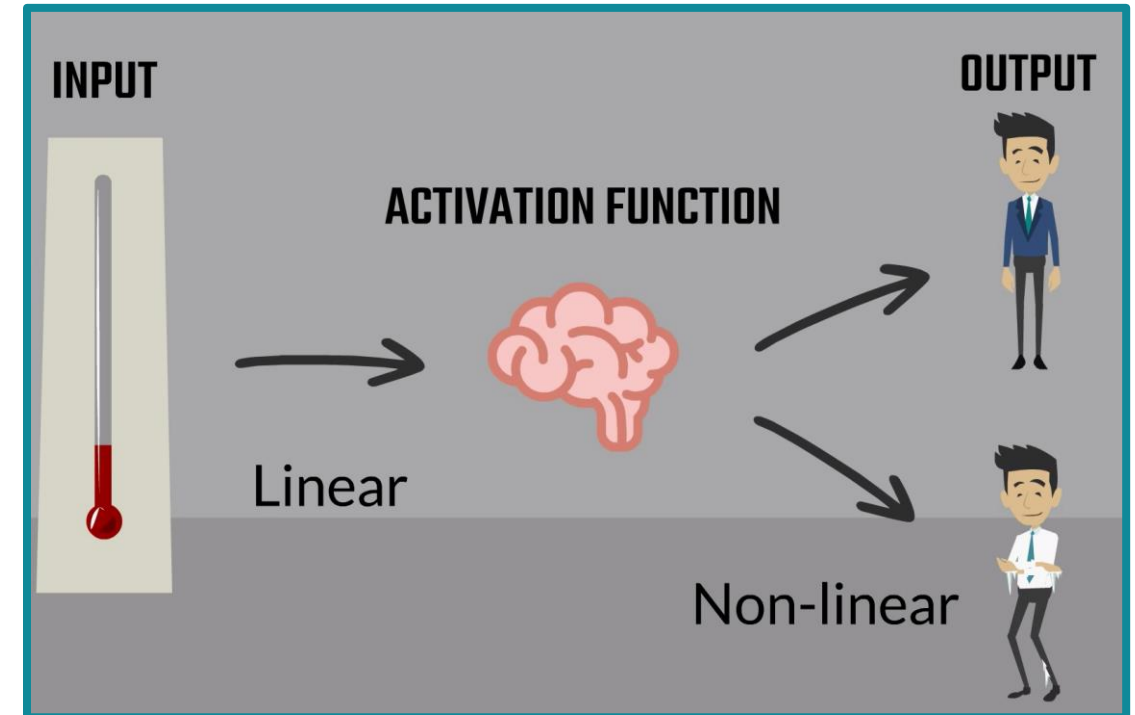 INPUT
OUTPUT
ACTIVATION FUNCTION
Linear
Non-linear